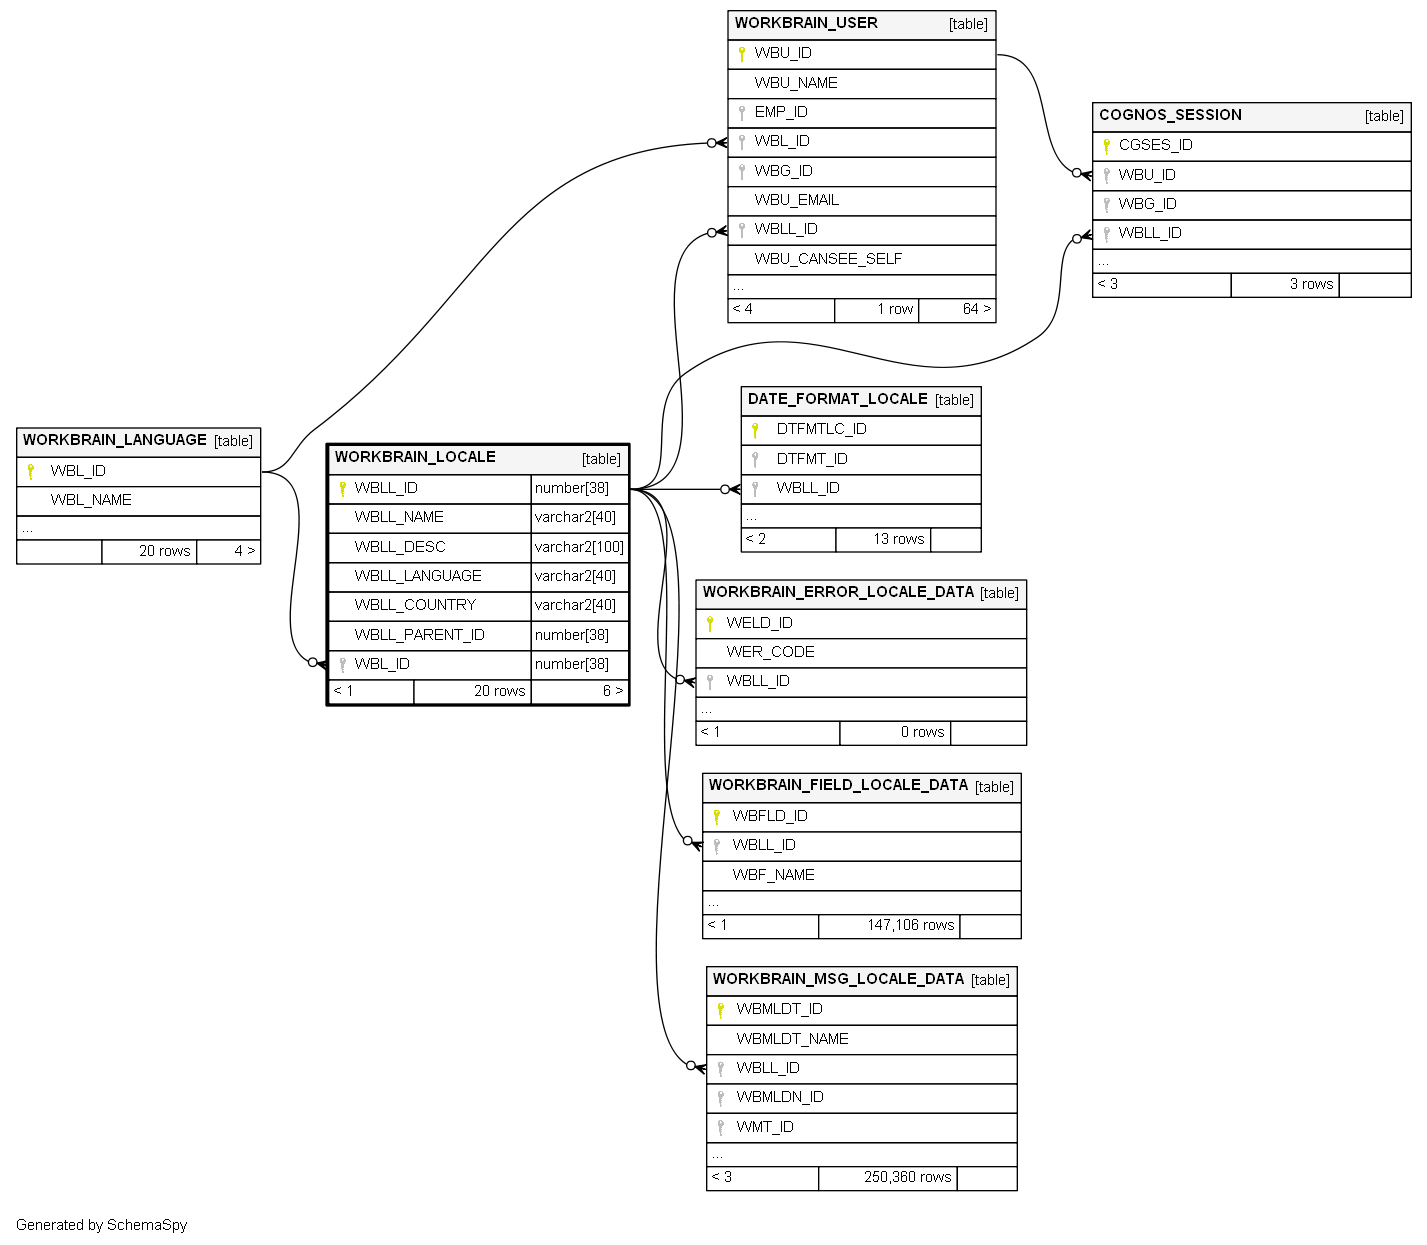 WORKBRAIN_USER [table]
WBU_ID
WBU_NAME
EMP_ID
WBL_ID
WBG_ID
WBU_EMAIL
WBLL_ID
WBU_CANSEE_SELF
...
< 4 1 row 64 >
COGNOS_SESSION [table]
CGSES_ID
WBU_ID
WBG_ID
WBLL_ID
...
< 3 3 rows
WORKBRAIN_LANGUAGE [table]
WBL_ID
WBL_NAME
...
20 rows 4 >
WORKBRAIN_LOCALE [table]
WBLL_ID number[38]
WBLL_NAME varchar2[40]
WBLL_DESC varchar2[100]
WBLL_LANGUAGE varchar2[40]
WBLL_COUNTRY varchar2[40]
WBLL_PARENT_ID number[38]
WBL_ID number[38]
< 1 20 rows 6 >
DATE_FORMAT_LOCALE [table]
DTFMTLC_ID
DTFMT_ID
WBLL_ID
...
< 2 13 rows
WORKBRAIN_ERROR_LOCALE_DATA [table]
WELD_ID
WER_CODE
WBLL_ID
...
< 1 0 rows
WORKBRAIN_FIELD_LOCALE_DATA [table]
WBFLD_ID
WBLL_ID
WBF_NAME
...
< 1 147,106 rows
WORKBRAIN_MSG_LOCALE_DATA [table]
WBMLDT_ID
WBMLDT_NAME
WBLL_ID
WBMLDN_ID
WMT_ID
...
< 3 250,360 rows
Generated by SchemaSpy